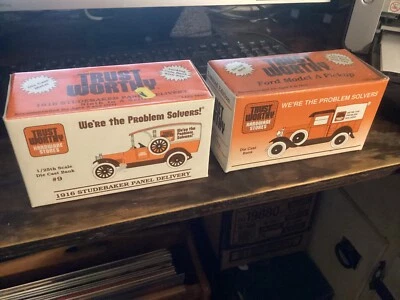 TRUST
WORTHY
1916 STUDEBAKER PANEL DELIVERY
We're the Problem Solvers!
TRUST
WORTHY
HARDWARE
STORES
1/25th Scale
Die Cast Bank
#9
1916 STUDEBAKER PANEL DELIVERY
WORTHY
Ford Model A Pickup
WE'RE THE PROBLEM SOLVERS
TRUST
WORTHY
HARDWARE
STORES
Die Cast
Bank